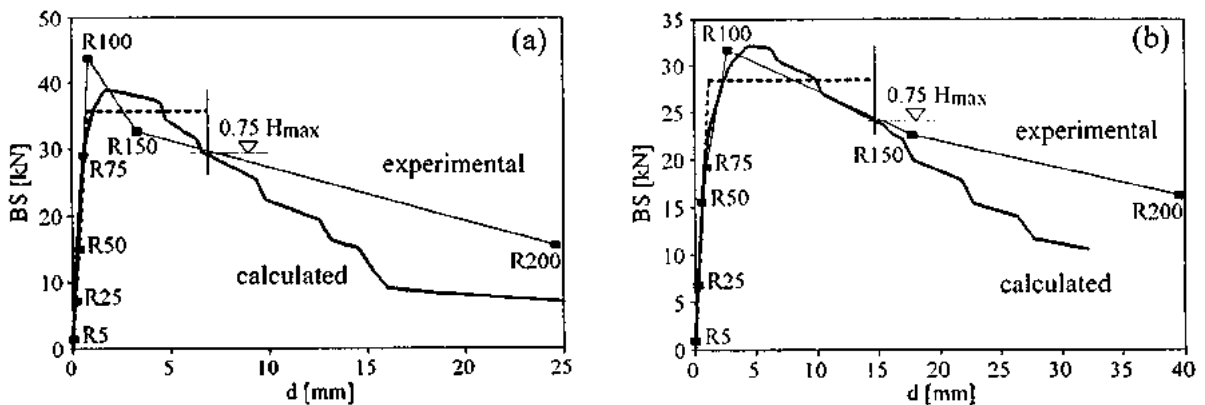 (a)
BS [kN]
50
40
30
20
10
0
R100
R150
0.75 Hmax
R75
experimental
R50
R200
calculated
R25
R5
0 5 10 15 20 25
d [mm]
(b)
BS [kN]
35
30
25
20
15
10
5
0
R100
0.75 Hmax
experimental
R75
R150
R50
R200
R25
calculated
R5
0 5 10 15 20 25 30 35 40
d [mm]